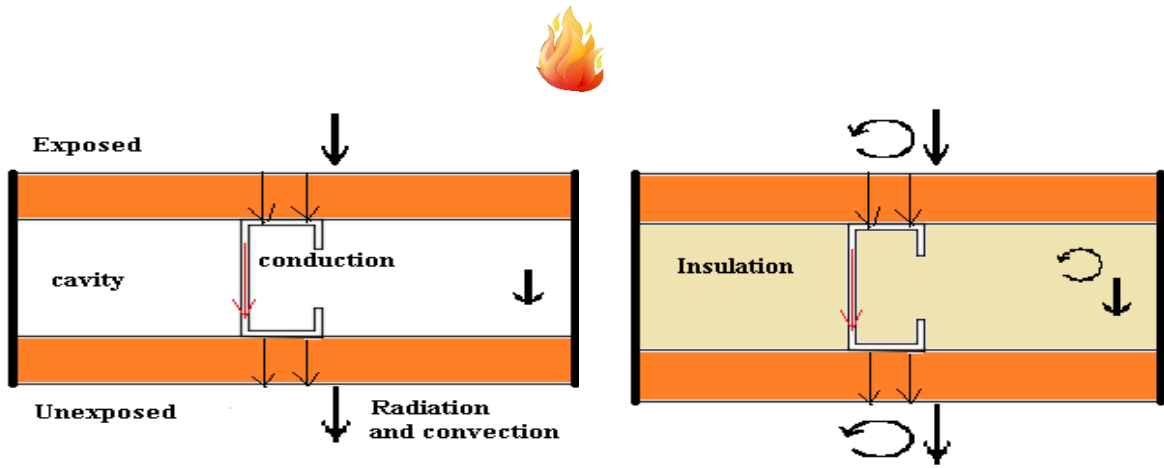 Exposed
conduction
cavity
Unexposed
Radiation
and convection
Insulation